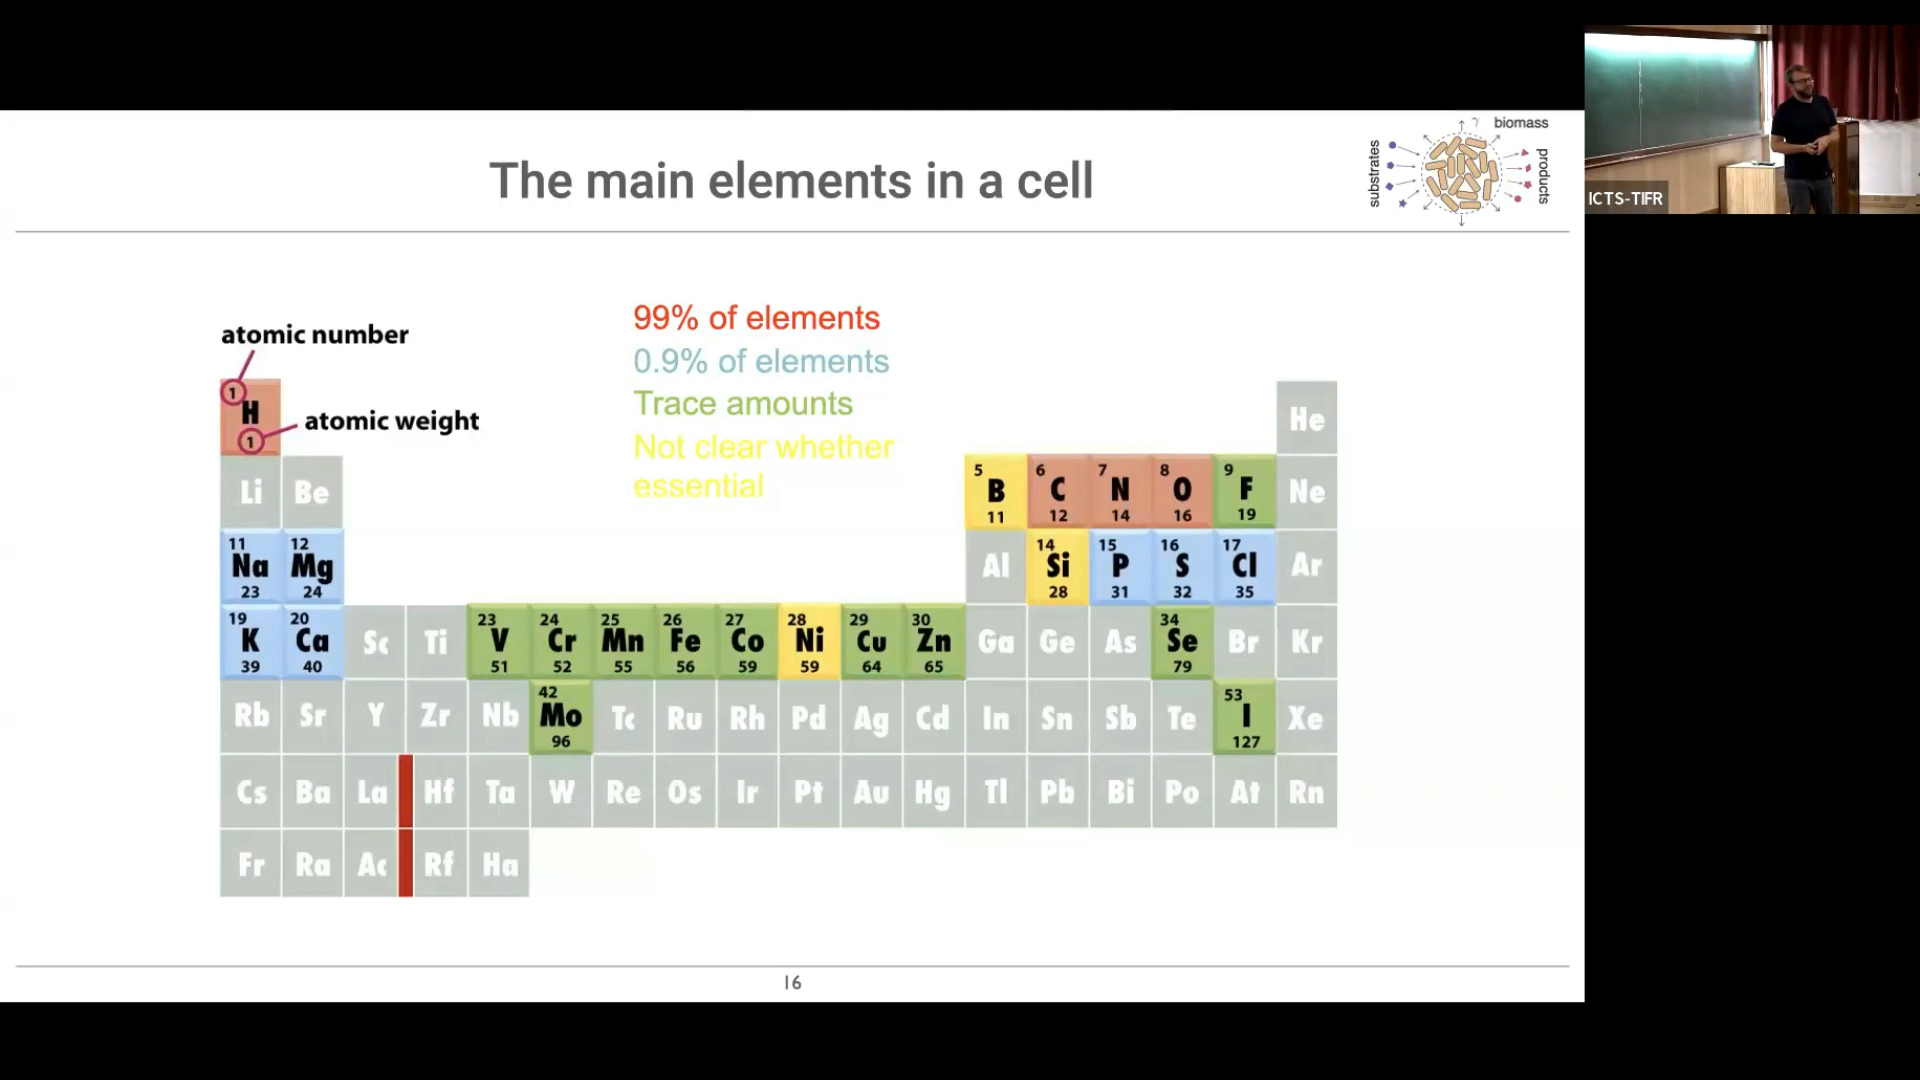 The main elements in a cell
substrates
biomass
products
ICTS-TIFR
99% of elements
0.9% of elements
Trace amounts
Not clear whether
essential
atomic number
atomic weight
1 H 1
He
Li Be 5 B 11 6 C 12 7 N 14 8 O 16 9 F 19 Ne
11 Na 23 12 Mg 24 Al 14 Si 28 15 P 31 16 S 32 17 Cl 35 Ar
19 K 39 20 Ca 40 Sc Ti 23 V 51 24 Cr 52 25 Mn 55 26 Fe 56 27 Co 59 28 Ni 59 29 Cu 64 30 Zn 65 Ga Ge As 34 Se 79 Br Kr
Rb Sr Y Zr Nb 42 Mo 96 Tc Ru Rh Pd Ag Cd In Sn Sb Te 53 I 127 Xe
Cs Ba La Hf Ta W Re Os Ir Pt Au Hg Tl Pb Bi Po At Rn
Fr Ra Ac Rf Ha
16